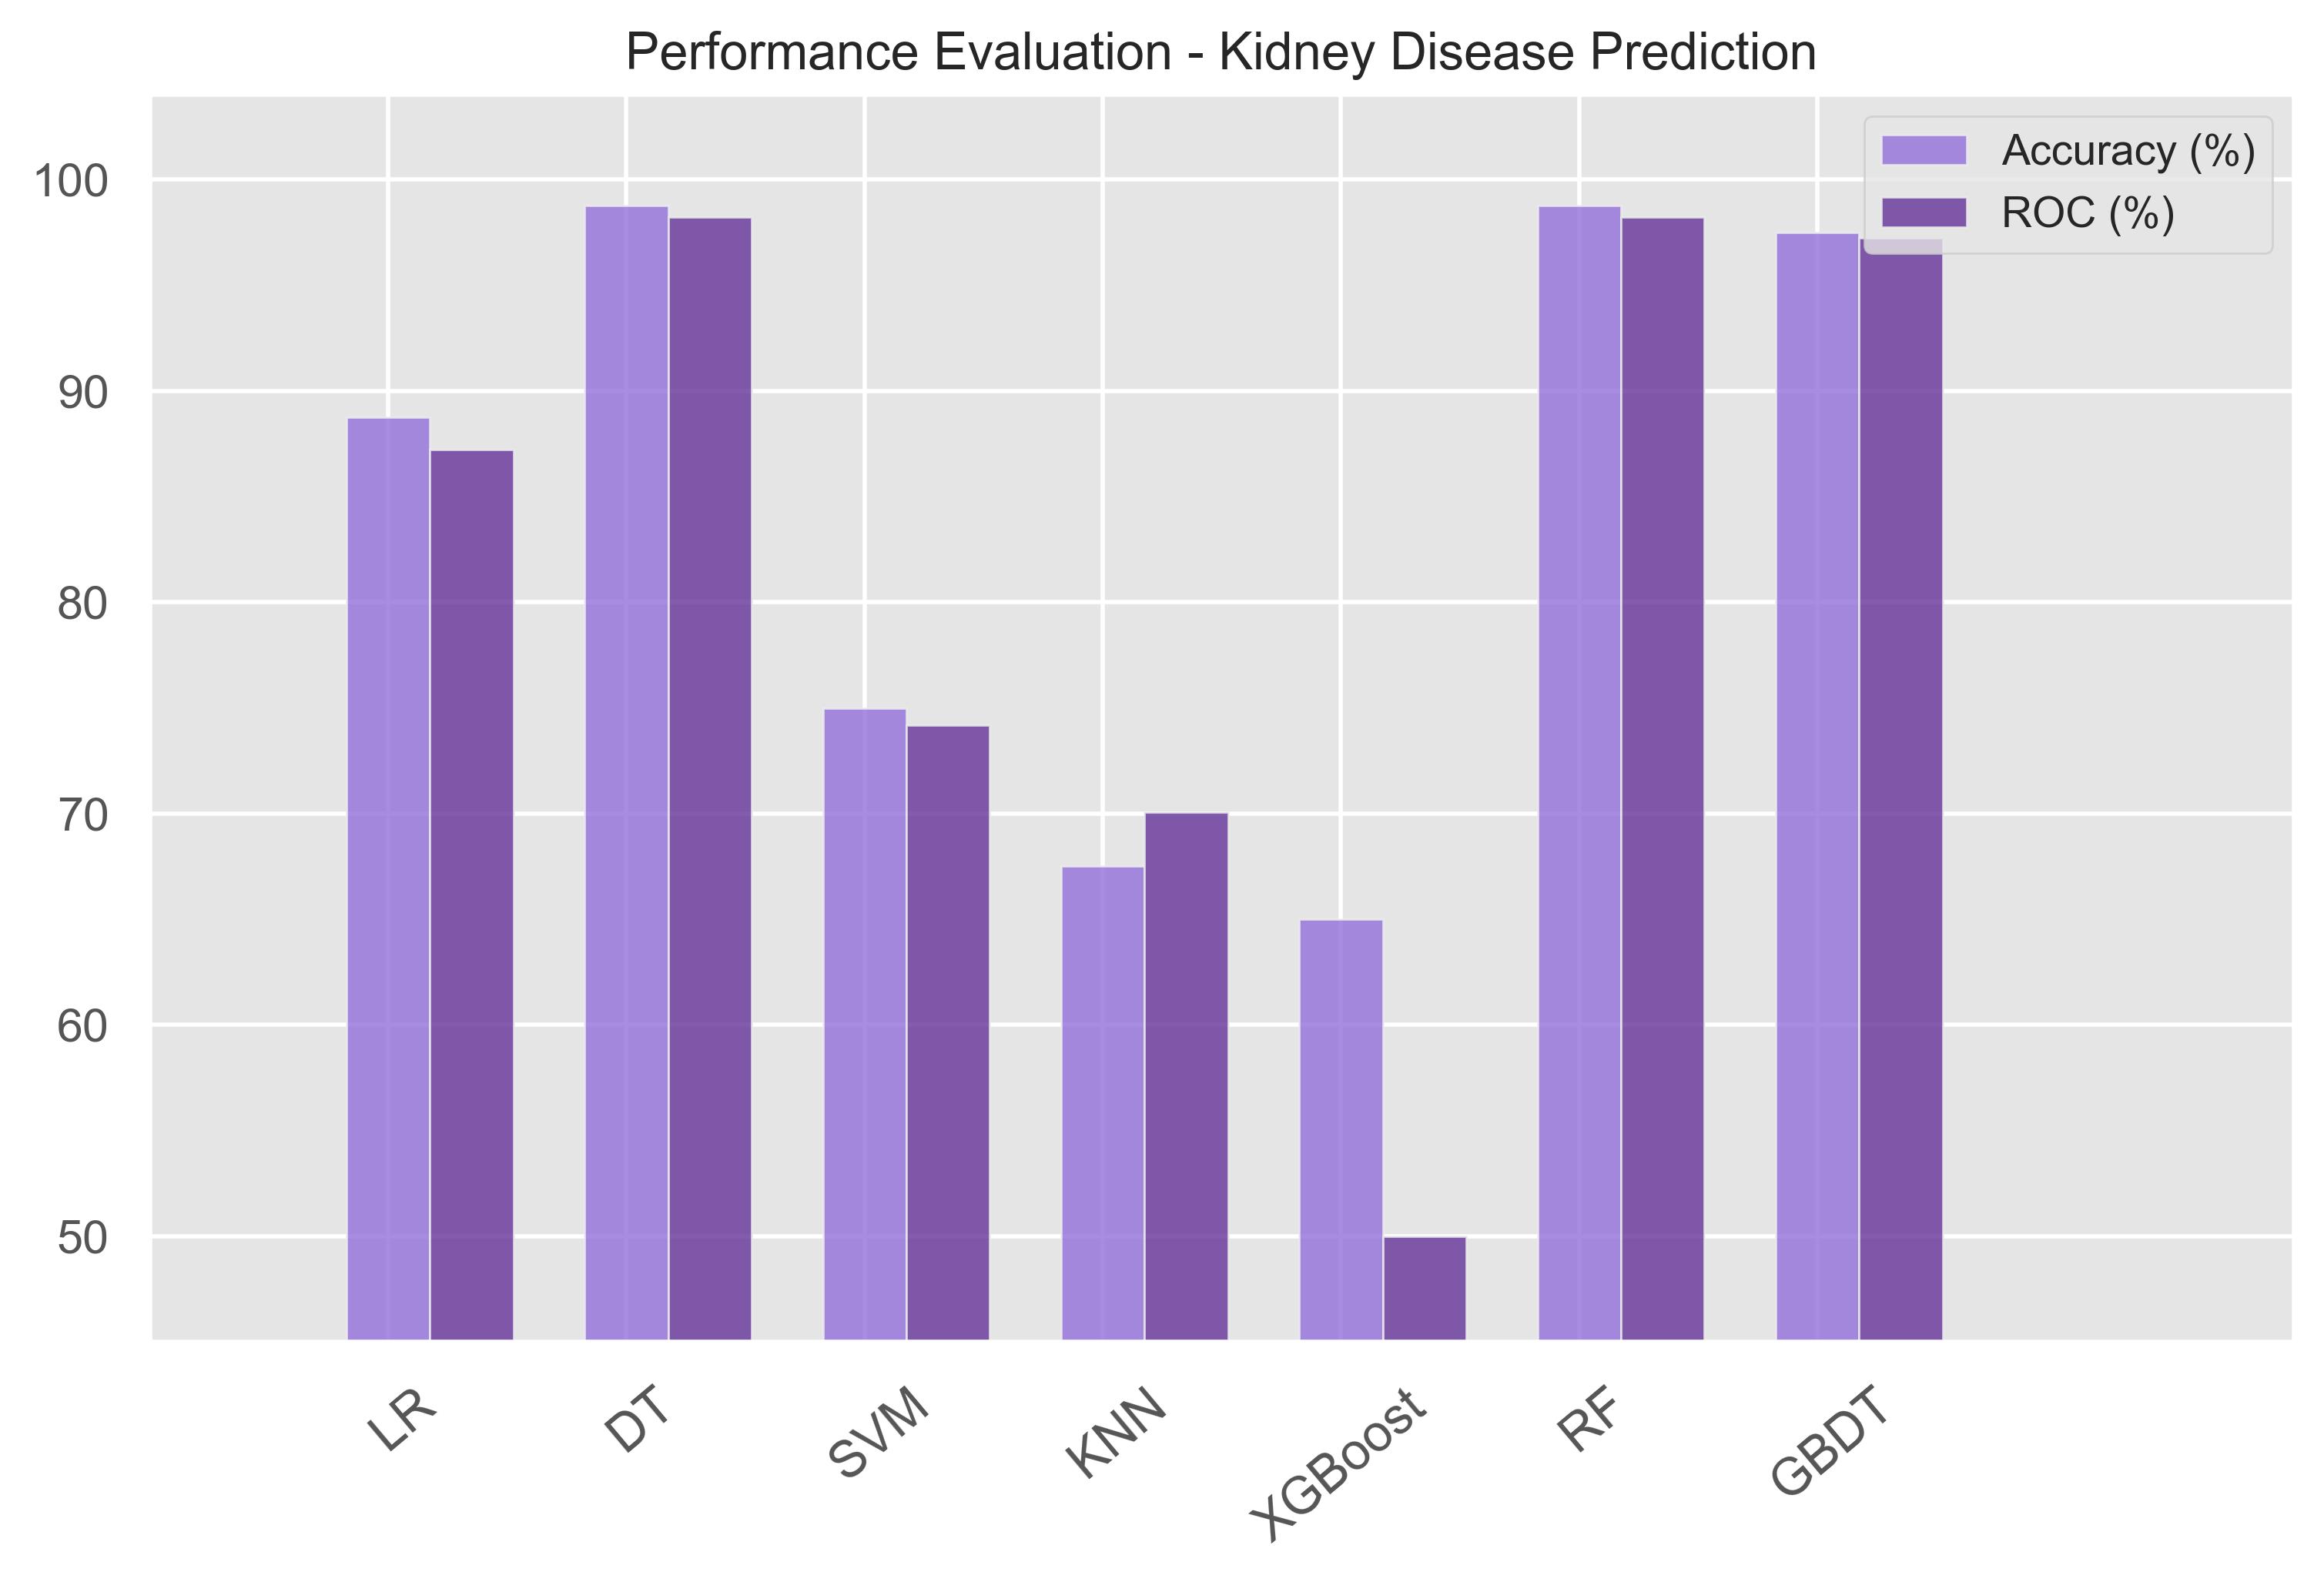 Performance Evaluation - Kidney Disease Prediction
Accuracy (%)
ROC (%)
100
90
80
70
60
50
LR
DT
SVM
KNN
XGBoost
RF
GBDT